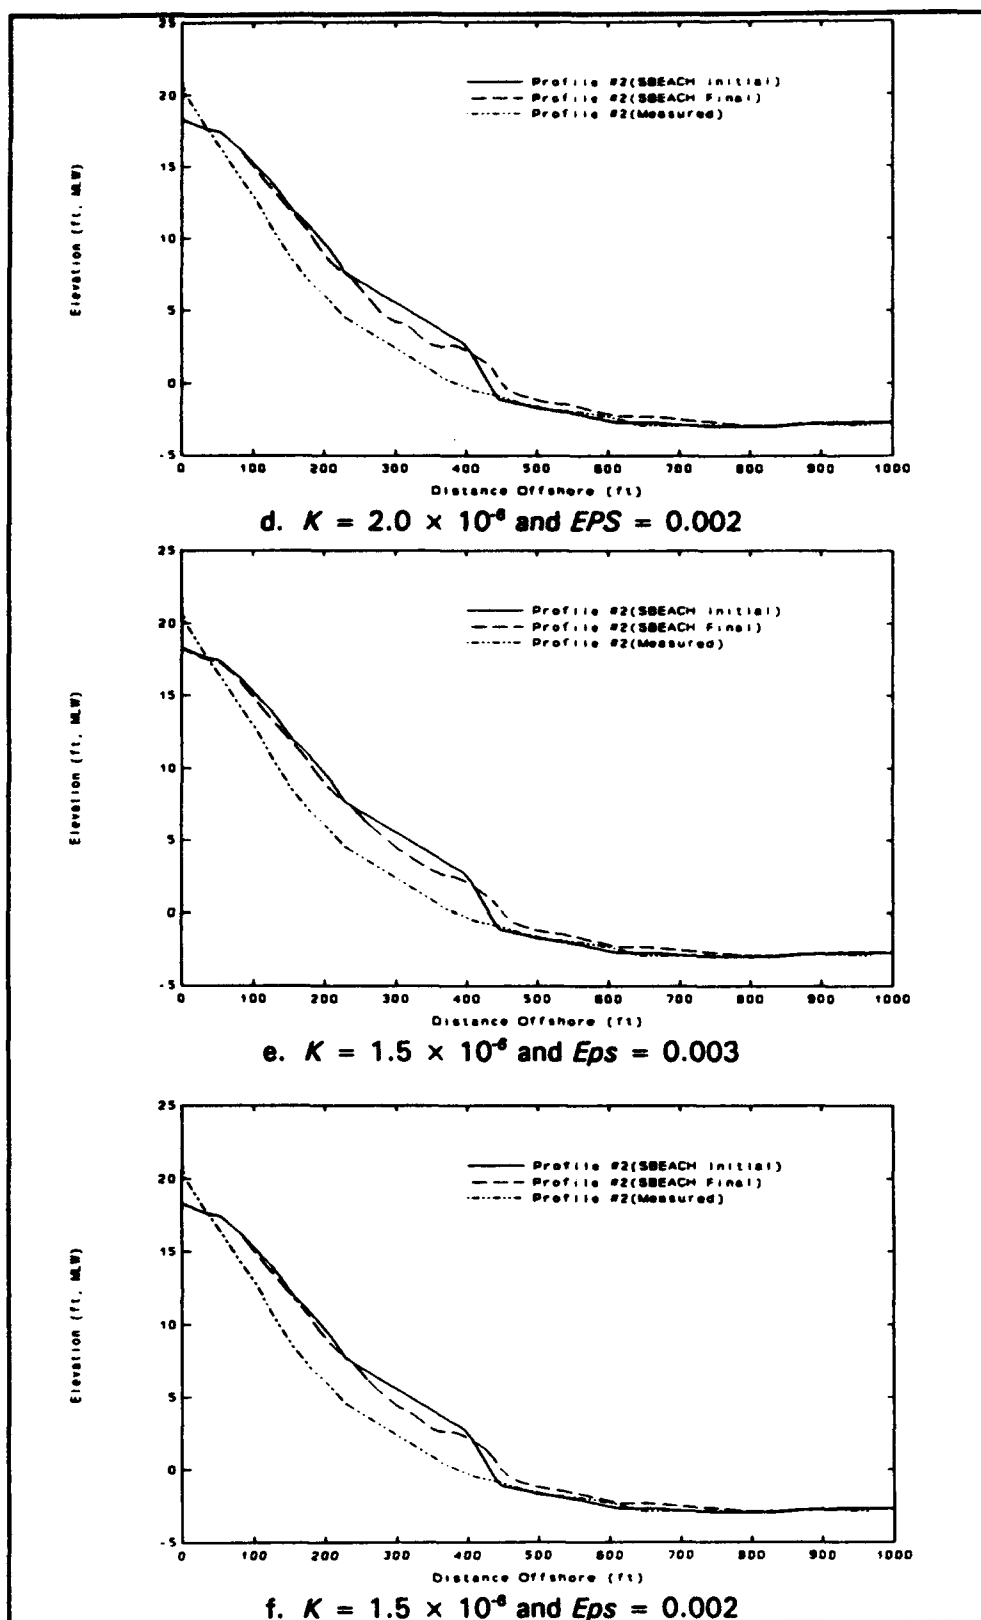 25
20
15
10
5
0
-5
Elevation (ft, MLW)
Profile #2(SBEACH Initial)
Profile #2(SBEACH Final)
Profile #2(Measured)
0 100 200 300 400 500 600 700 800 900 1000
Distance Offshore (ft)
d. K = 2.0 × 10⁻⁶ and EPS = 0.002
25
20
15
10
5
0
-5
Elevation (ft, MLW)
Profile #2(SBEACH Initial)
Profile #2(SBEACH Final)
Profile #2(Measured)
0 100 200 300 400 500 600 700 800 900 1000
Distance Offshore (ft)
e. K = 1.5 × 10⁻⁶ and Eps = 0.003
25
20
15
10
5
0
-5
Elevation (ft, MLW)
Profile #2(SBEACH Initial)
Profile #2(SBEACH Final)
Profile #2(Measured)
0 100 200 300 400 500 600 700 800 900 1000
Distance Offshore (ft)
f. K = 1.5 × 10⁻⁶ and Eps = 0.002